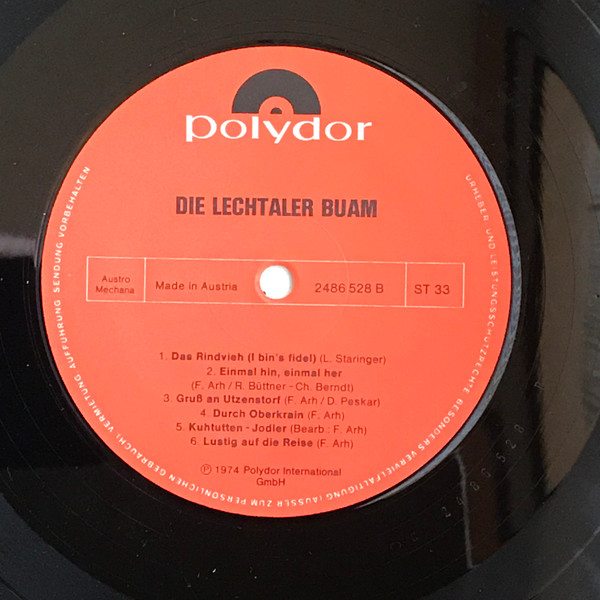 polydor
DIE LECHTALER BUAM
Austro
Mechana
Made in Austria
2486 528 B
ST 33
1. Das Rindvieh (I bin's fidel) (L. Staringer)
2. Einmal hin, einmal her
(F. Arh / R. Büttner - Ch. Berndt)
3. Gruß an Utzenstorf (F. Arh / D. Peskar)
4. Durch Oberkrain (F. Arh)
5. Kuhtutten - Jodler (Bearb.: F. Arh)
6. Lustig auf die Reise (F. Arh)
Ⓟ 1974 Polydor International
GmbH
URHEBER- UND LEISTUNGSSCHUTZRECHTE BESONDERS VERVIELFÄLTIGUNG (AUSSER ZUM PERSÖNLICHEN GEBRAUCH), VERMIETUNG AUFFÜHRUNG, SENDUNG VORBEHALTEN
2486528